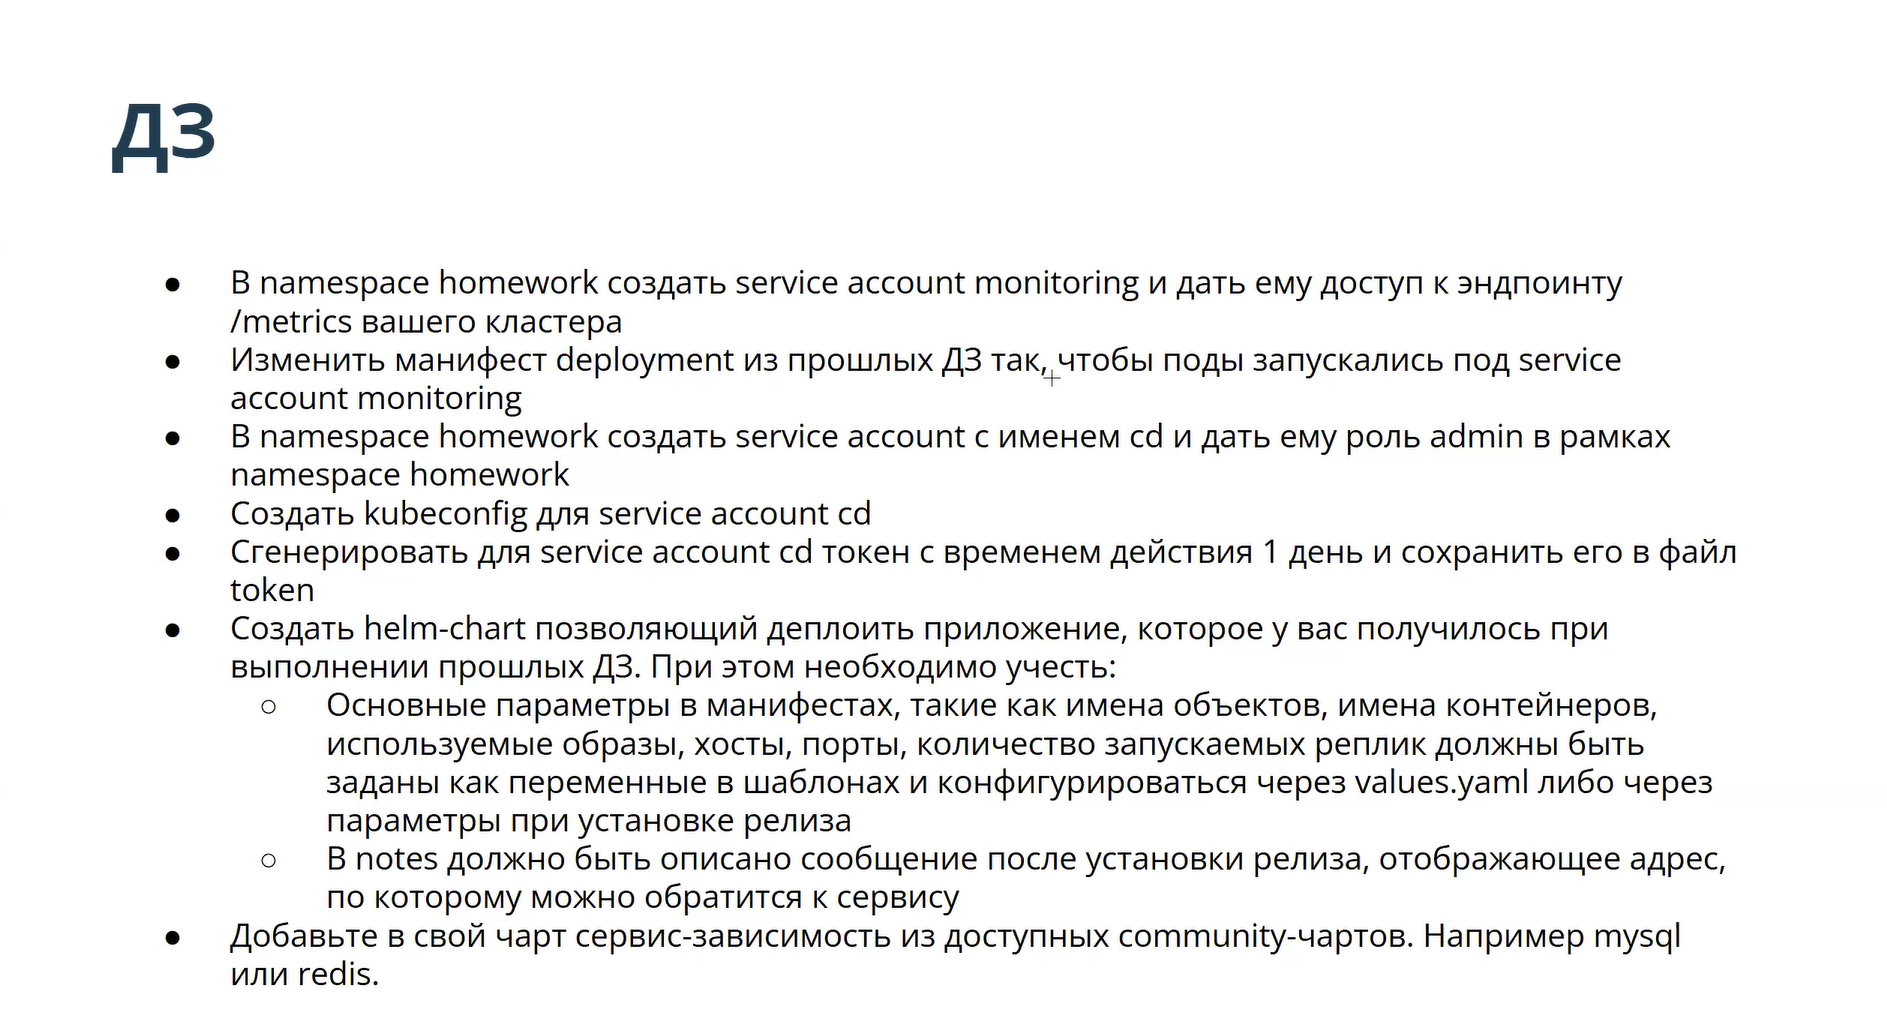 ДЗ
● В namespace homework создать service account monitoring и дать ему доступ к эндпоинту
/metrics вашего кластера
● Изменить манифест deployment из прошлых ДЗ так, чтобы поды запускались под service
account monitoring
● В namespace homework создать service account с именем cd и дать ему роль admin в рамках
namespace homework
● Создать kubeconfig для service account cd
● Сгенерировать для service account cd токен с временем действия 1 день и сохранить его в файл
token
● Создать helm-chart позволяющий деплоить приложение, которое у вас получилось при
выполнении прошлых ДЗ. При этом необходимо учесть:
○ Основные параметры в манифестах, такие как имена объектов, имена контейнеров,
используемые образы, хосты, порты, количество запускаемых реплик должны быть
заданы как переменные в шаблонах и конфигурироваться через values.yaml либо через
параметры при установке релиза
○ В notes должно быть описано сообщение после установки релиза, отображающее адрес,
по которому можно обратится к сервису
● Добавьте в свой чарт сервис-зависимость из доступных community-чартов. Например mysql
или redis.